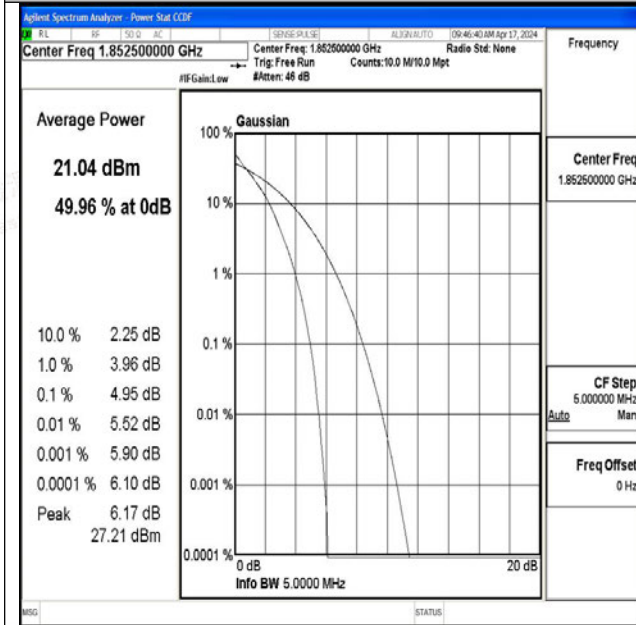 Agilent Spectrum Analyzer - Power Stat CCDF
RL RF 50 Ω AC SENSE:PULSE ALIGNAUTO 09:46:40 AM Apr 17, 2024
Center Freq 1.852500000 GHz
Center Freq: 1.852500000 GHz Radio Std: None
Trig: Free Run Counts:10.0 M/10.0 Mpt
#IFGain:Low #Atten: 46 dB
Frequency
Average Power
21.04 dBm
49.96 % at 0dB
10.0 % 2.25 dB
1.0 % 3.96 dB
0.1 % 4.95 dB
0.01 % 5.52 dB
0.001 % 5.90 dB
0.0001 % 6.10 dB
Peak 6.17 dB
27.21 dBm
Gaussian
100 %
10 %
1 %
0.1 %
0.01 %
0.001 %
0.0001 %
0 dB 20 dB
Info BW 5.0000 MHz
Center Freq
1.852500000 GHz
CF Step
5.000000 MHz
Auto Man
Freq Offset
0 Hz
MSG STATUS